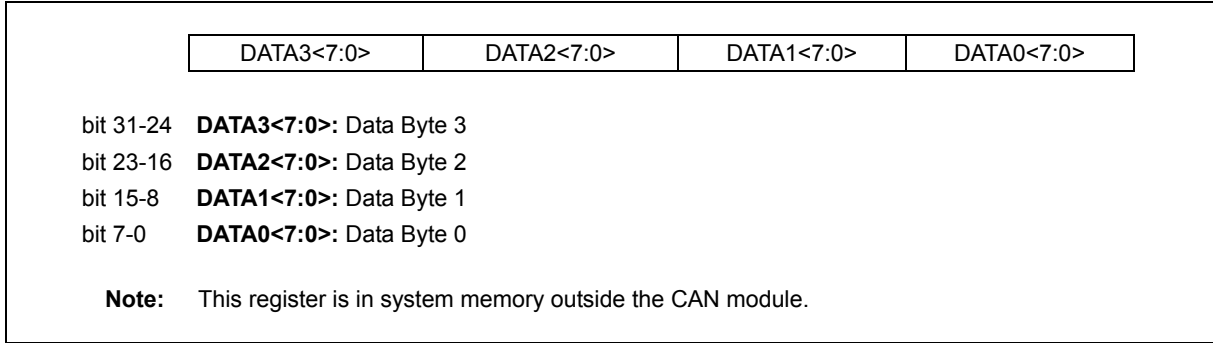 DATA3<7:0> DATA2<7:0> DATA1<7:0> DATA0<7:0>
bit 31-24 DATA3<7:0>: Data Byte 3
bit 23-16 DATA2<7:0>: Data Byte 2
bit 15-8 DATA1<7:0>: Data Byte 1
bit 7-0 DATA0<7:0>: Data Byte 0
Note: This register is in system memory outside the CAN module.